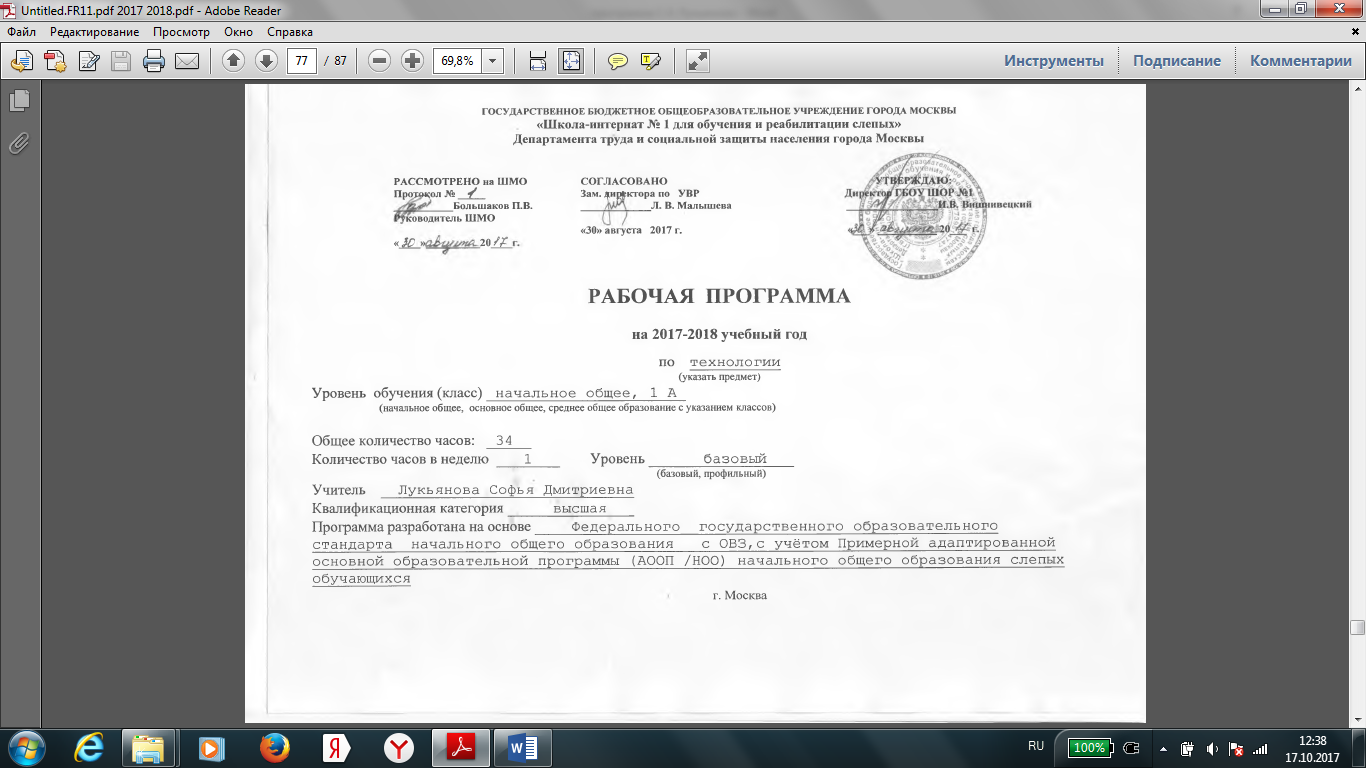 Untitled.FR11.pdf 2017 2018.pdf - Adobe Reader
Файл Редактирование Просмотр Окно Справка
77 / 87 69,8% Инструменты Подписание Комментарии
ГОСУДАРСТВЕННОЕ БЮДЖЕТНОЕ ОБЩЕОБРАЗОВАТЕЛЬНОЕ УЧРЕЖДЕНИЕ ГОРОДА МОСКВЫ
«Школа-интернат № 1 для обучения и реабилитации слепых»
Департамента труда и социальной защиты населения города Москвы
РАССМОТРЕНО на ШМО
Протокол № 1
Большаков П.В.
Руководитель ШМО
«30» августа 2017 г.
СОГЛАСОВАНО
Зам. директора по УВР
Л. В. Малышева
«30» августа 2017 г.
УТВЕРЖДАЮ:
Директор ГБОУ ШОР №1
И.В. Вишнивецкий
«30» августа 2017 г.
РАБОЧАЯ ПРОГРАММА
на 2017-2018 учебный год
по технологии
(указать предмет)
Уровень обучения (класс) начальное общее, 1 А
(начальное общее, основное общее, среднее общее образование с указанием классов)
Общее количество часов: 34
Количество часов в неделю 1 Уровень базовый
(базовый, профильный)
Учитель Лукьянова Софья Дмитриевна
Квалификационная категория высшая
Программа разработана на основе Федерального государственного образовательного
стандарта начального общего образования с ОВЗ,с учётом Примерной адаптированной
основной образовательной программы (АООП /НОО) начального общего образования слепых
обучающихся
г. Москва
RU 100% 12:38
17.10.2017